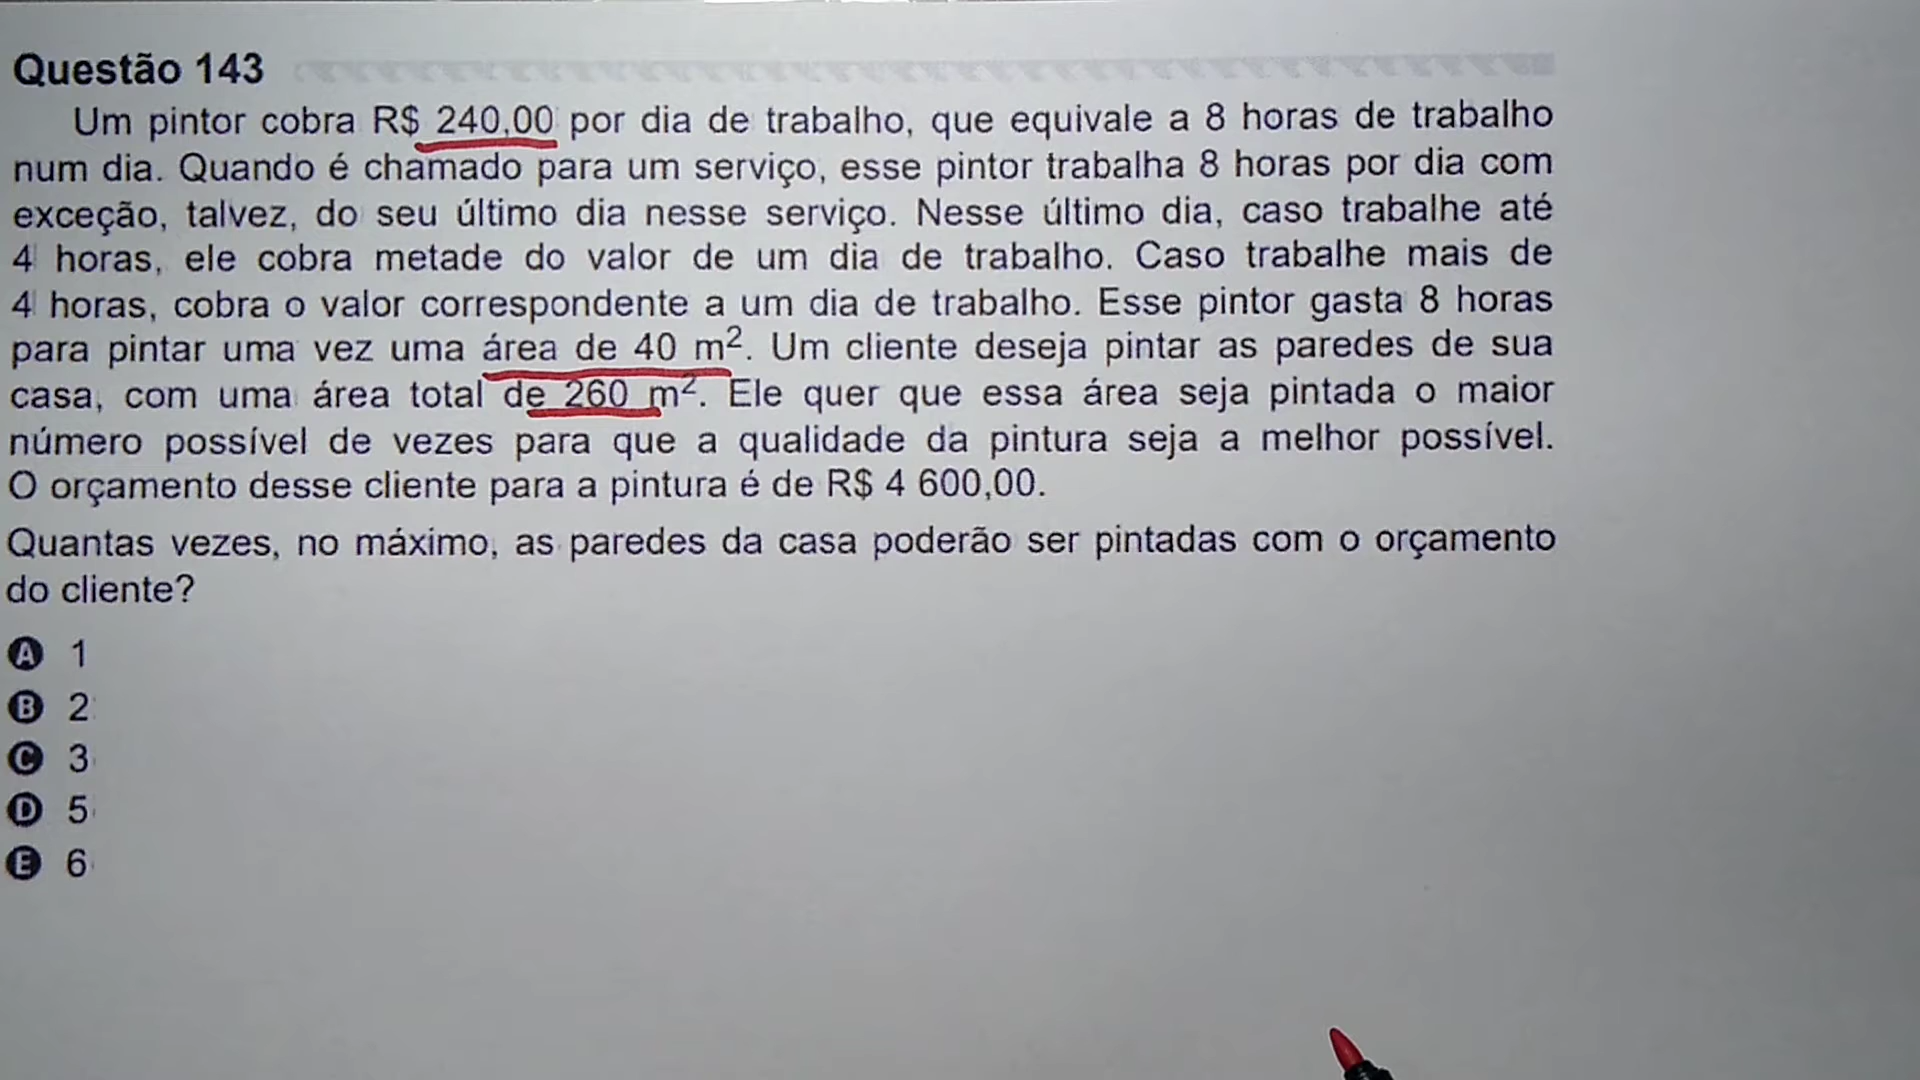 Questão 143
Um pintor cobra R$ 240,00 por dia de trabalho, que equivale a 8 horas de trabalho
num dia. Quando é chamado para um serviço, esse pintor trabalha 8 horas por dia com
exceção, talvez, do seu último dia nesse serviço. Nesse último dia, caso trabalhe até
4 horas, ele cobra metade do valor de um dia de trabalho. Caso trabalhe mais de
4 horas, cobra o valor correspondente a um dia de trabalho. Esse pintor gasta 8 horas
para pintar uma vez uma área de 40 m². Um cliente deseja pintar as paredes de sua
casa, com uma área total de 260 m². Ele quer que essa área seja pintada o maior
número possível de vezes para que a qualidade da pintura seja a melhor possível.
O orçamento desse cliente para a pintura é de R$ 4 600,00.
Quantas vezes, no máximo, as paredes da casa poderão ser pintadas com o orçamento
do cliente?
A 1
B 2
C 3
D 5
E 6